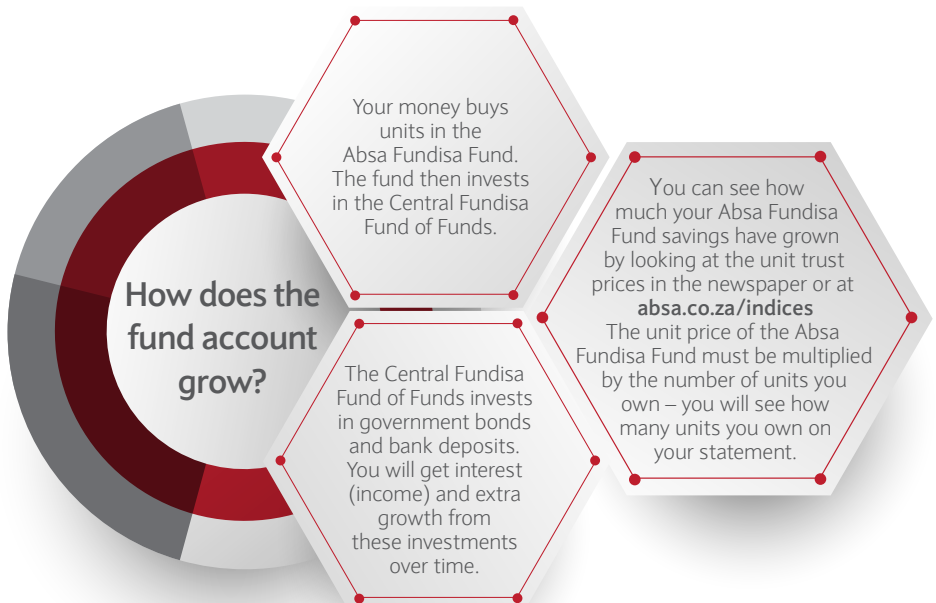 How does the
fund account
grow?
Your money buys
units in the
Absa Fundisa Fund.
The fund then invests
in the Central Fundisa
Fund of Funds.
The Central Fundisa
Fund of Funds invests
in government bonds
and bank deposits.
You will get interest
(income) and extra
growth from
these investments
over time.
You can see how
much your Absa Fundisa
Fund savings have grown
by looking at the unit trust
prices in the newspaper or at
absa.co.za/indices
The unit price of the Absa
Fundisa Fund must be multiplied
by the number of units you
own – you will see how
many units you own on
your statement.